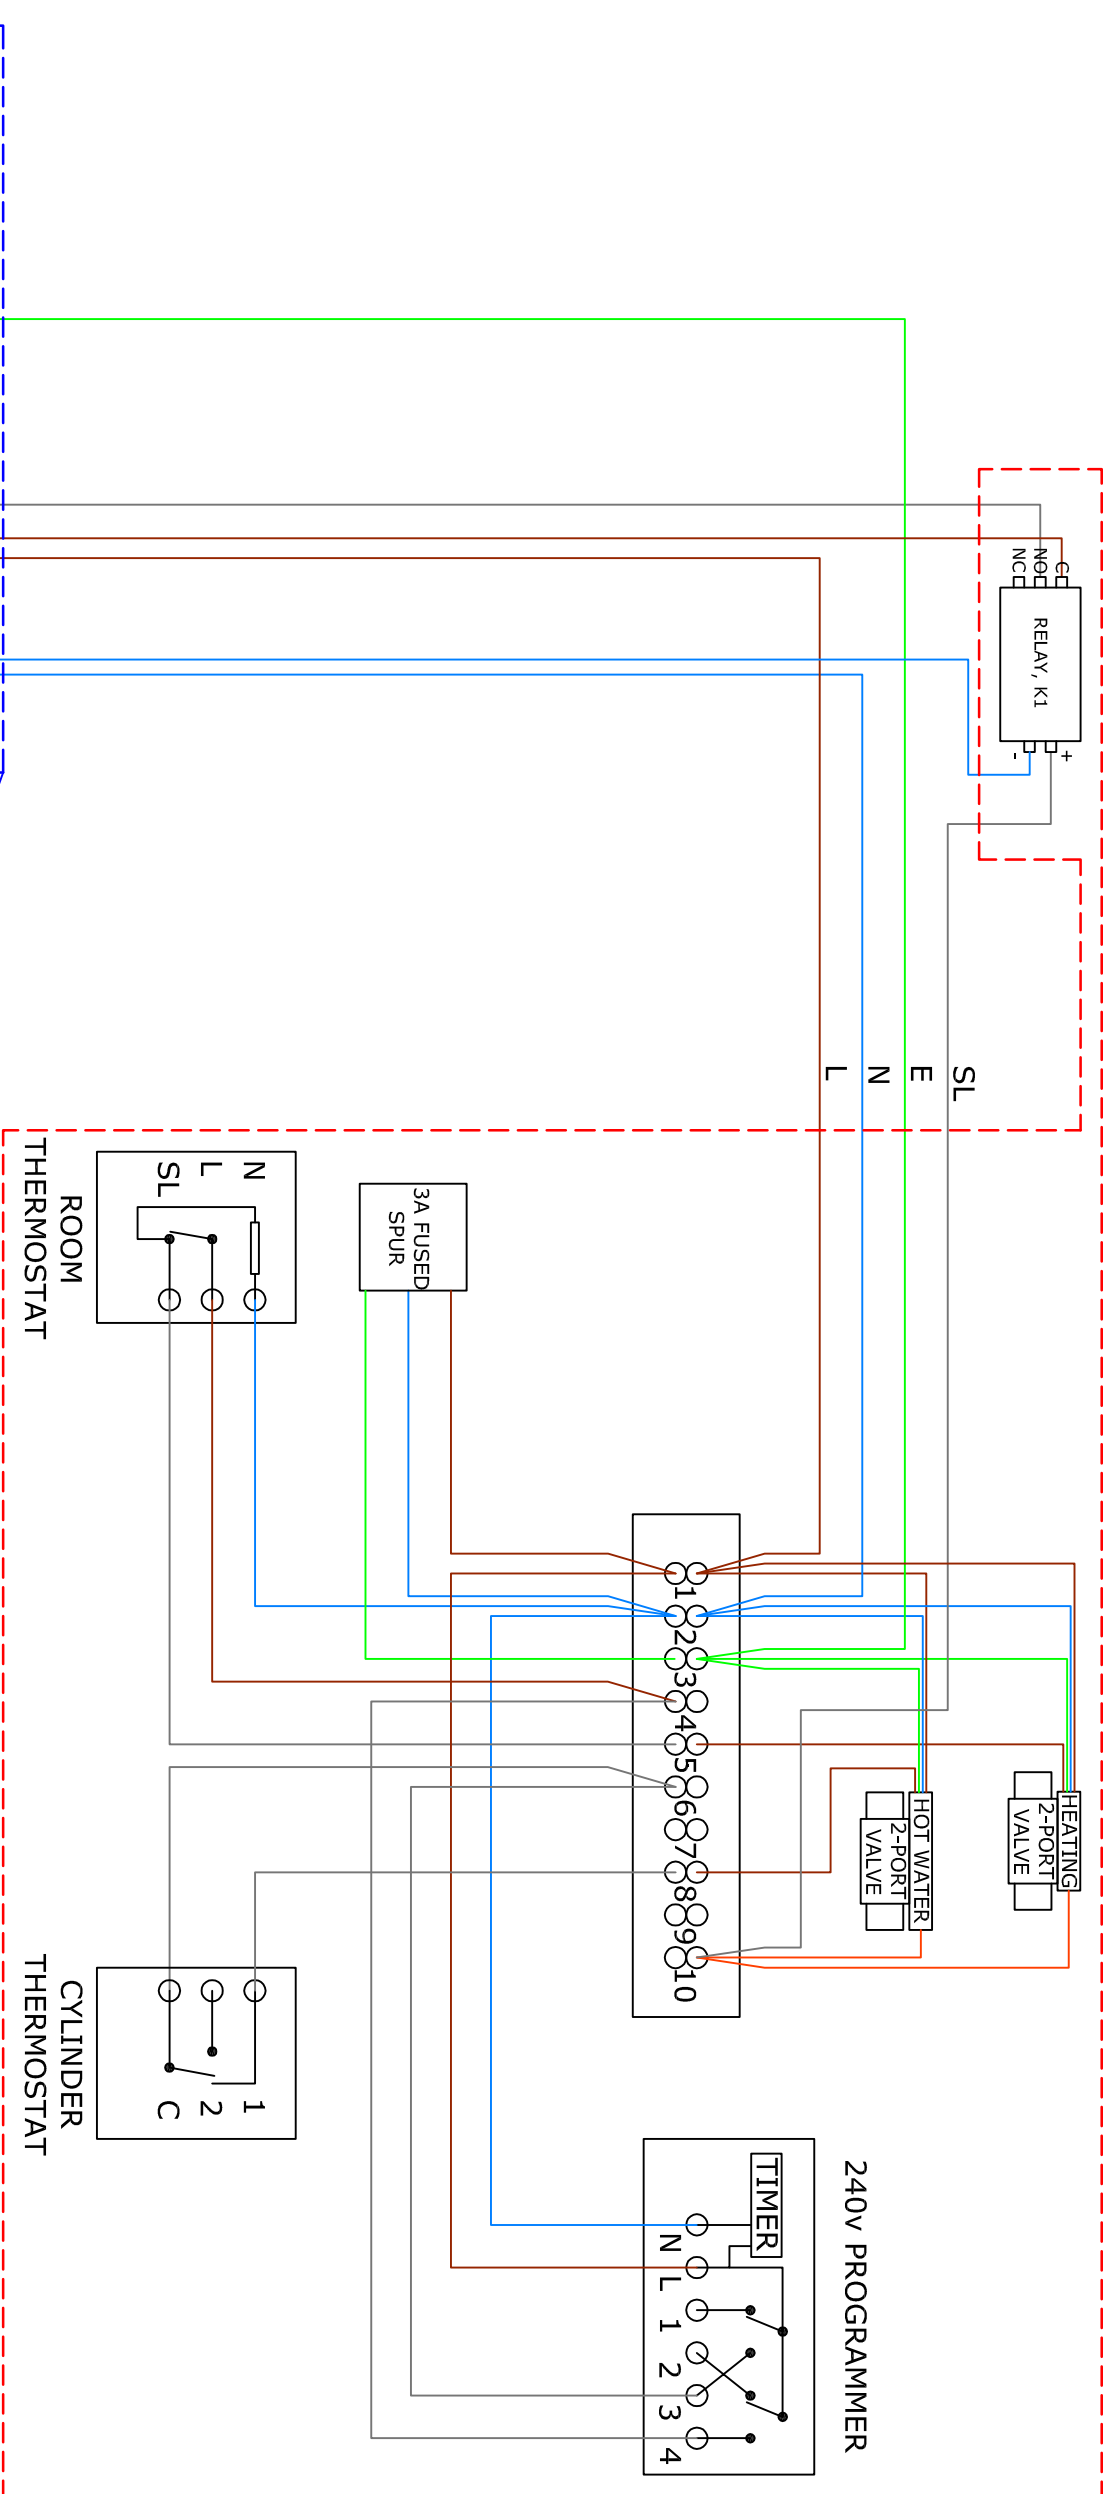 C
NO
NC
RELAY, K1
+
-
SL
E
N
L
N
L
SL
ROOM
THERMOSTAT
3A FUSED
SPUR
1
2
3
4
5
6
7
8
9
10
HEATING
2-PORT
VALVE
HOT WATER
2-PORT
VALVE
1
2
C
CYLINDER
THERMOSTAT
240v PROGRAMMER
TIMER
N
L
1
2
3
4